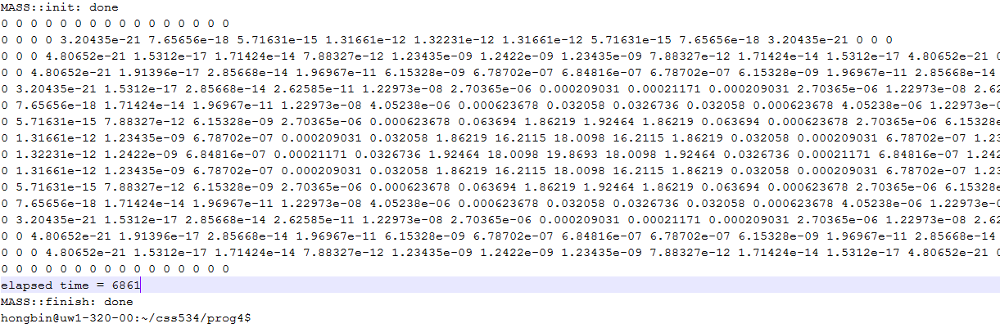 MASS::init: done
0 0 0 0 0 0 0 0 0 0 0 0 0 0 0 0
0 0 0 0 3.20435e-21 7.65656e-18 5.71631e-15 1.31661e-12 1.32231e-12 1.31661e-12 5.71631e-15 7.65656e-18 3.20435e-21 0 0 0
0 0 0 4.80652e-21 1.5312e-17 1.71424e-14 7.88327e-12 1.23435e-09 1.2422e-09 1.23435e-09 7.88327e-12 1.71424e-14 1.5312e-17 4.80652e-21 0
0 0 4.80652e-21 1.91396e-17 2.85668e-14 1.96967e-11 6.15328e-09 6.78702e-07 6.84816e-07 6.78702e-07 6.15328e-09 1.96967e-11 2.85668e-14
0 3.20435e-21 1.5312e-17 2.85668e-14 2.62585e-11 1.22973e-08 2.70365e-06 0.000209031 0.00021171 0.000209031 2.70365e-06 1.22973e-08 2.62
0 7.65656e-18 1.71424e-14 1.96967e-11 1.22973e-08 4.05238e-06 0.000623678 0.032058 0.0326736 0.032058 0.000623678 4.05238e-06 1.22973e-0
0 5.71631e-15 7.88327e-12 6.15328e-09 2.70365e-06 0.000623678 0.063694 1.86219 1.92464 1.86219 0.063694 0.000623678 2.70365e-06 6.15328e
0 1.31661e-12 1.23435e-09 6.78702e-07 0.000209031 0.032058 1.86219 16.2115 18.0098 16.2115 1.86219 0.032058 0.000209031 6.78702e-07 1.23
0 1.32231e-12 1.2422e-09 6.84816e-07 0.00021171 0.0326736 1.92464 18.0098 19.8693 18.0098 1.92464 0.0326736 0.00021171 6.84816e-07 1.242
0 1.31661e-12 1.23435e-09 6.78702e-07 0.000209031 0.032058 1.86219 16.2115 18.0098 16.2115 1.86219 0.032058 0.000209031 6.78702e-07 1.23
0 5.71631e-15 7.88327e-12 6.15328e-09 2.70365e-06 0.000623678 0.063694 1.86219 1.92464 1.86219 0.063694 0.000623678 2.70365e-06 6.15328e
0 7.65656e-18 1.71424e-14 1.96967e-11 1.22973e-08 4.05238e-06 0.000623678 0.032058 0.0326736 0.032058 0.000623678 4.05238e-06 1.22973e-0
0 3.20435e-21 1.5312e-17 2.85668e-14 2.62585e-11 1.22973e-08 2.70365e-06 0.000209031 0.00021171 0.000209031 2.70365e-06 1.22973e-08 2.62
0 0 4.80652e-21 1.91396e-17 2.85668e-14 1.96967e-11 6.15328e-09 6.78702e-07 6.84816e-07 6.78702e-07 6.15328e-09 1.96967e-11 2.85668e-14
0 0 0 4.80652e-21 1.5312e-17 1.71424e-14 7.88327e-12 1.23435e-09 1.2422e-09 1.23435e-09 7.88327e-12 1.71424e-14 1.5312e-17 4.80652e-21 0
0 0 0 0 0 0 0 0 0 0 0 0 0 0 0 0
elapsed time = 6861
MASS::finish: done
hongbin@uw1-320-00:~/css534/prog4$